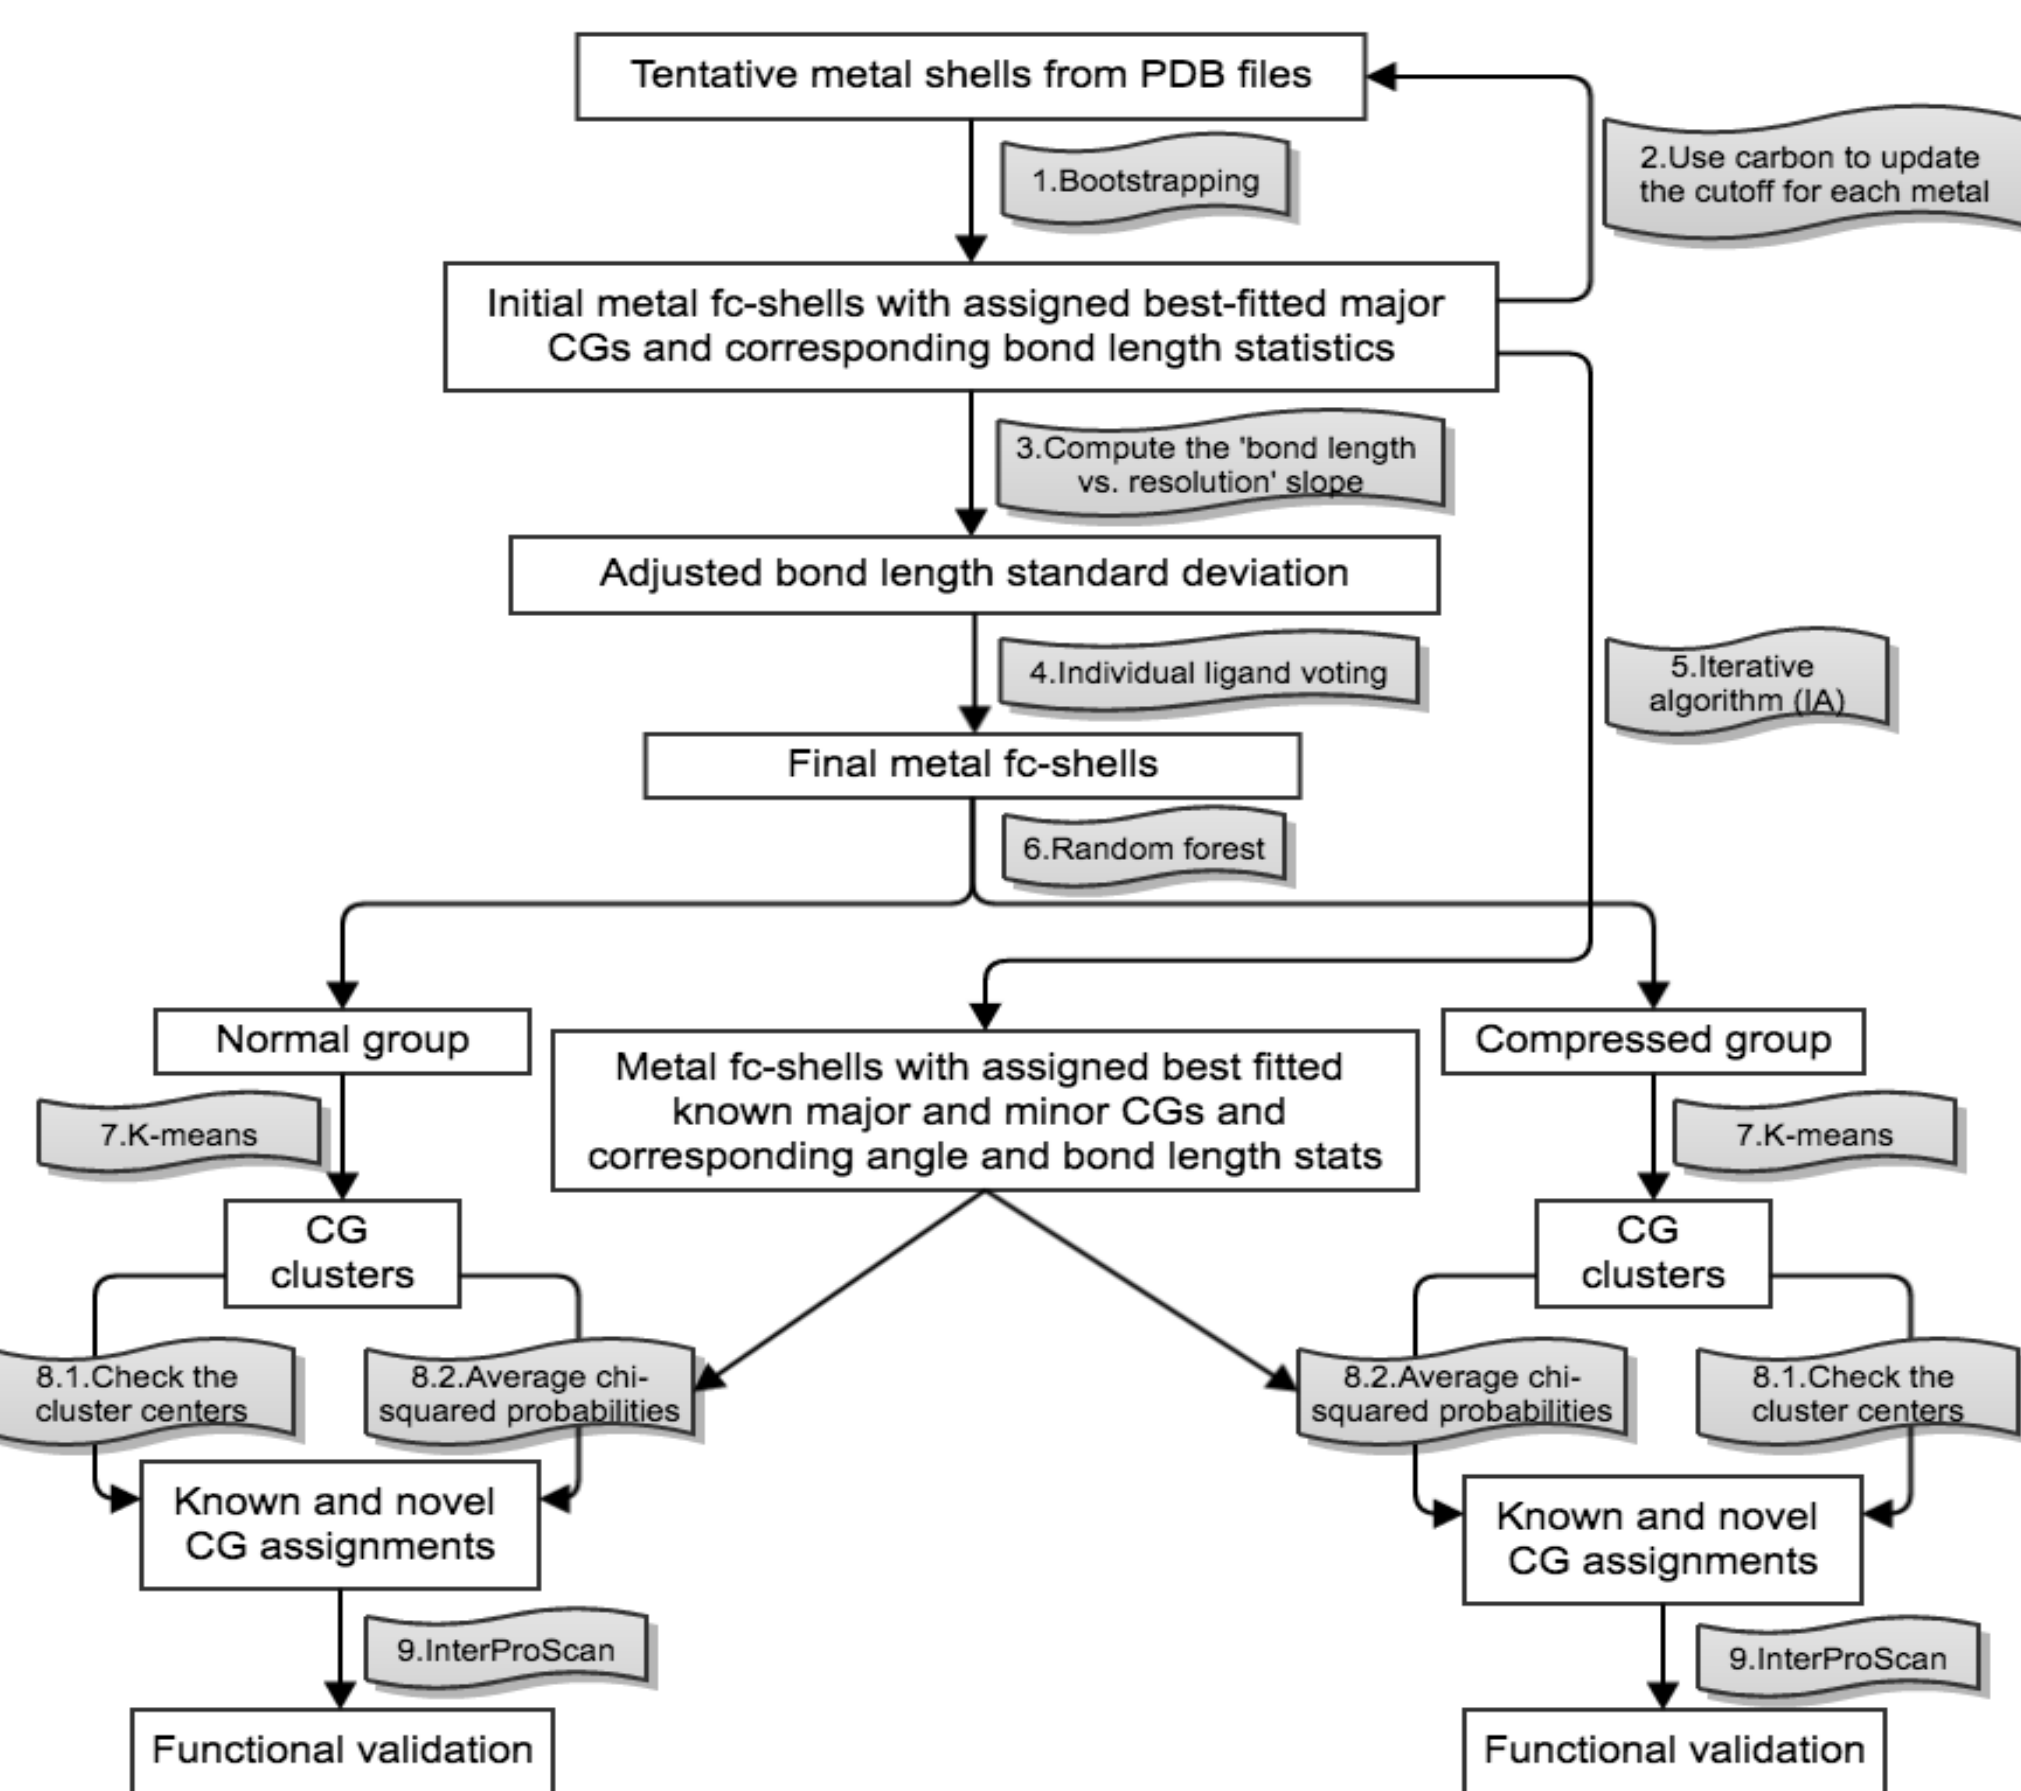 Tentative metal shells from PDB files
1.Bootstrapping
2.Use carbon to update
the cutoff for each metal
Initial metal fc-shells with assigned best-fitted major
CGs and corresponding bond length statistics
3.Compute the 'bond length
vs. resolution' slope
Adjusted bond length standard deviation
4.Individual ligand voting
5.Iterative
algorithm (IA)
Final metal fc-shells
6.Random forest
Normal group
Metal fc-shells with assigned best fitted
known major and minor CGs and
corresponding angle and bond length stats
Compressed group
7.K-means
7.K-means
CG
clusters
CG
clusters
8.1.Check the
cluster centers
8.2.Average chi-
squared probabilities
8.2.Average chi-
squared probabilities
8.1.Check the
cluster centers
Known and novel
CG assignments
Known and novel
CG assignments
9.InterProScan
9.InterProScan
Functional validation
Functional validation